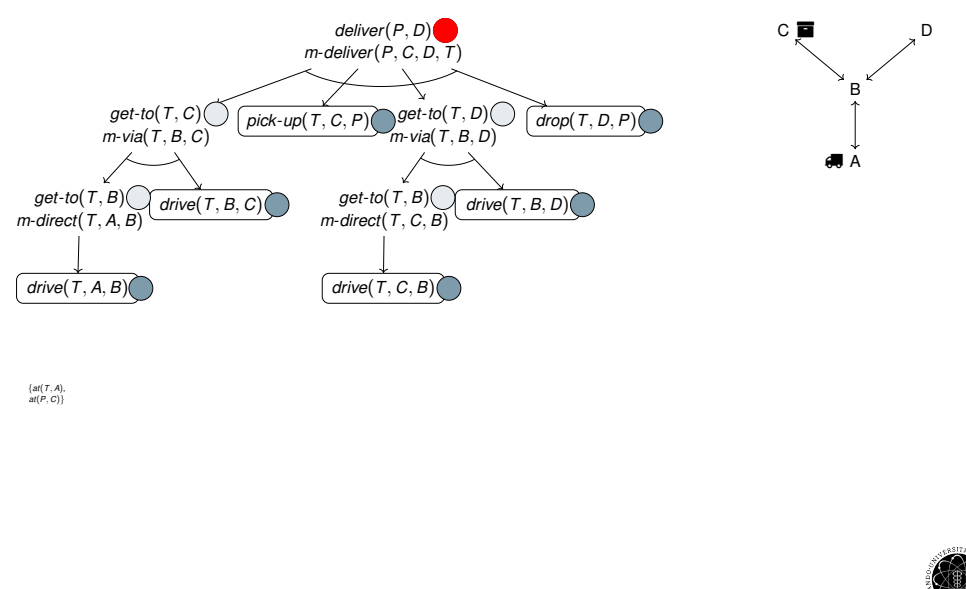 deliver(P, D)
m-deliver(P, C, D, T)
get-to(T, C)
m-via(T, B, C)
pick-up(T, C, P)
get-to(T, D)
m-via(T, B, D)
drop(T, D, P)
get-to(T, B)
m-direct(T, A, B)
drive(T, B, C)
get-to(T, B)
m-direct(T, C, B)
drive(T, B, D)
drive(T, A, B)
drive(T, C, B)
{at(T, A),
at(P, C)}
C
D
B
A